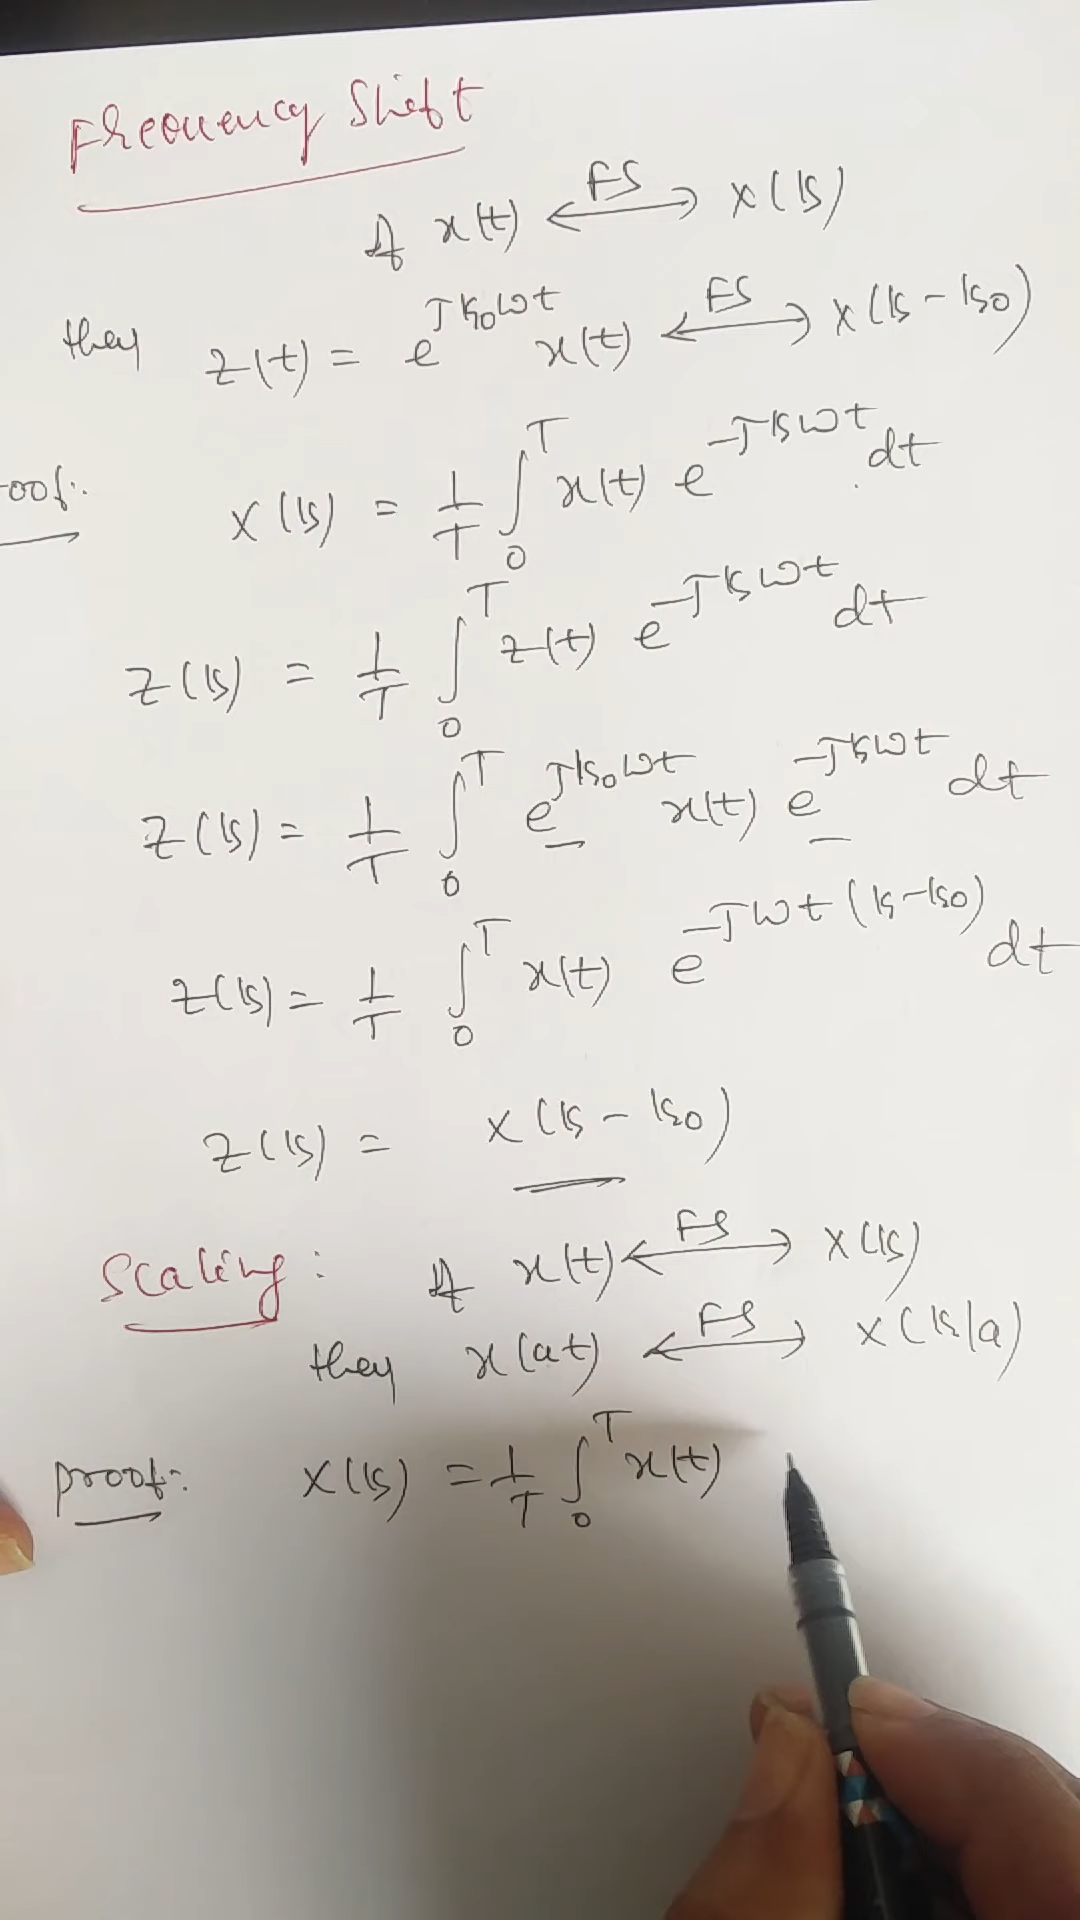 Frequency Shift
If x(t) <—FS—> X(k)
then z(t) = e^{jk₀ωt} x(t) <—FS—> X(k-k₀)
roof:. X(k) = 1/T ∫₀^T x(t) e^{-jkωt} dt
Z(k) = 1/T ∫₀^T z(t) e^{-jkωt} dt
Z(k) = 1/T ∫₀^T e^{jk₀ωt} x(t) e^{-jkωt} dt
Z(k) = 1/T ∫₀^T x(t) e^{-jωt(k-k₀)} dt
Z(k) = X(k-k₀)
Scaling: If x(t) <—FS—> X(k)
then x(at) <—FS—> X(k/a)
proof:. X(k) = 1/T ∫₀^T x(t)